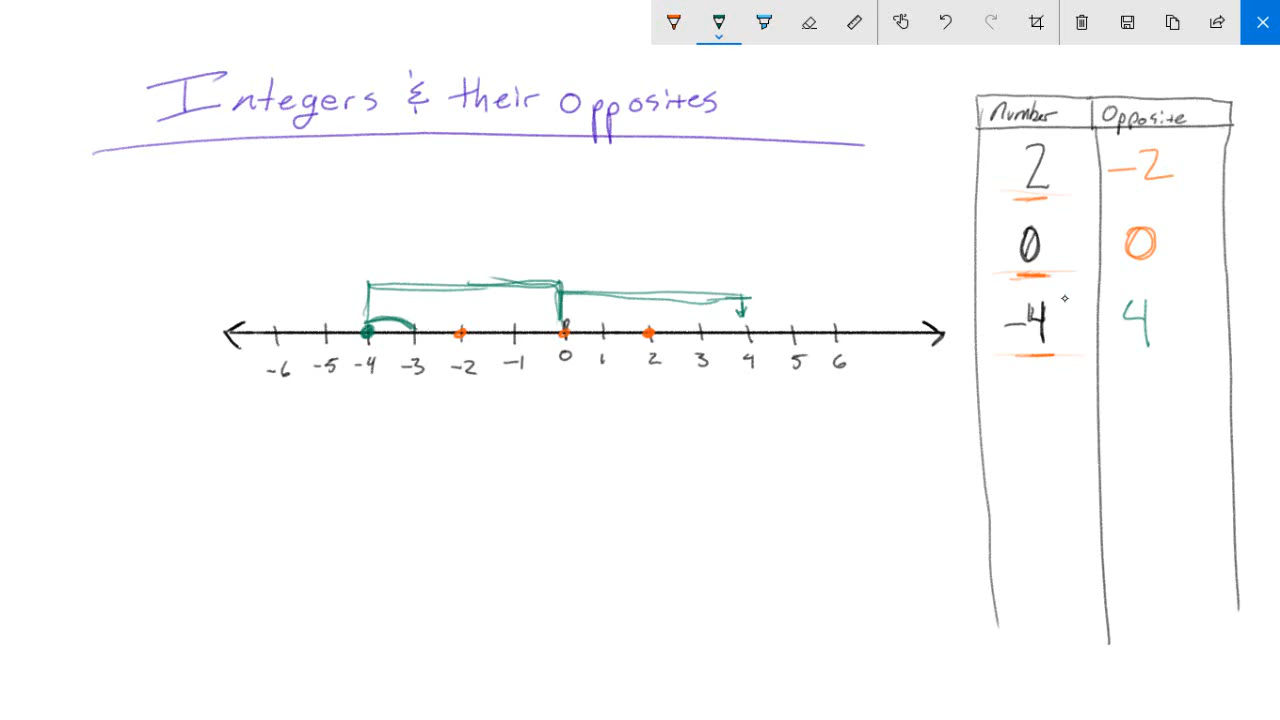 Integers & their Opposites
Number Opposite
2 -2
0 0
-4 4
-6 -5 -4 -3 -2 -1 0 1 2 3 4 5 6